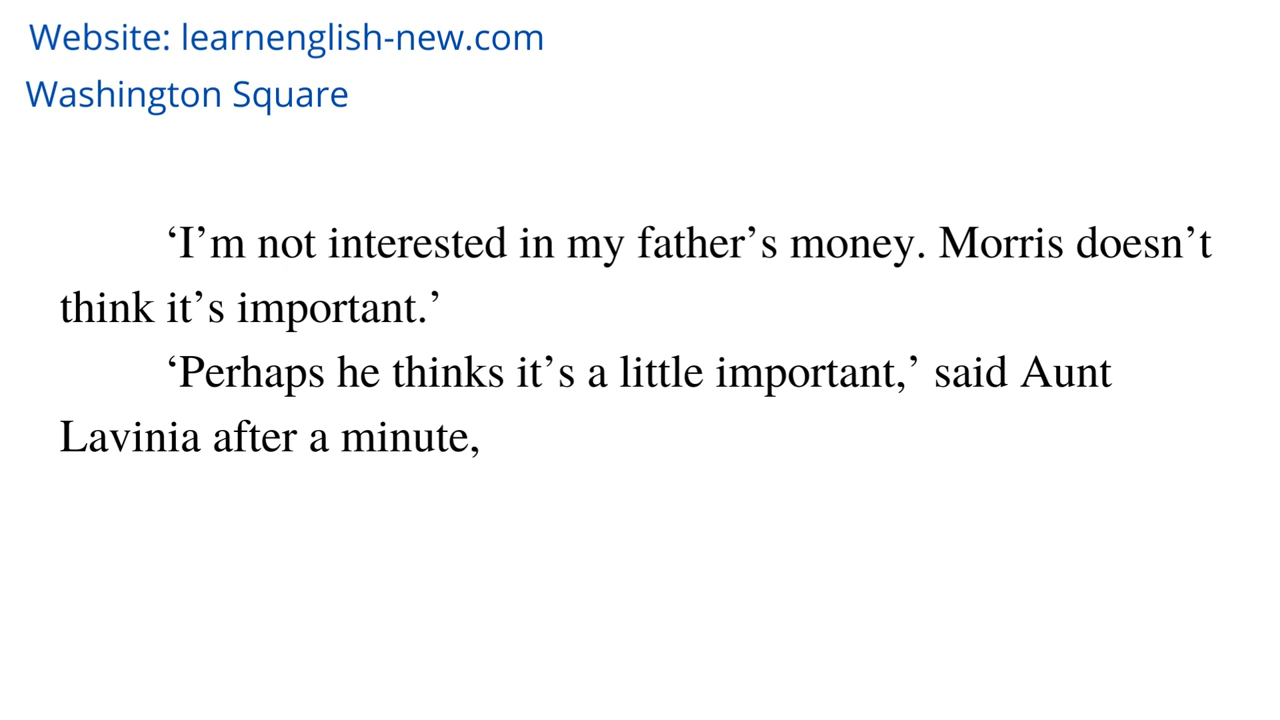 Website: learnenglish-new.com
Washington Square
‘I’m not interested in my father’s money. Morris doesn’t
think it’s important.’
‘Perhaps he thinks it’s a little important,’ said Aunt
Lavinia after a minute,